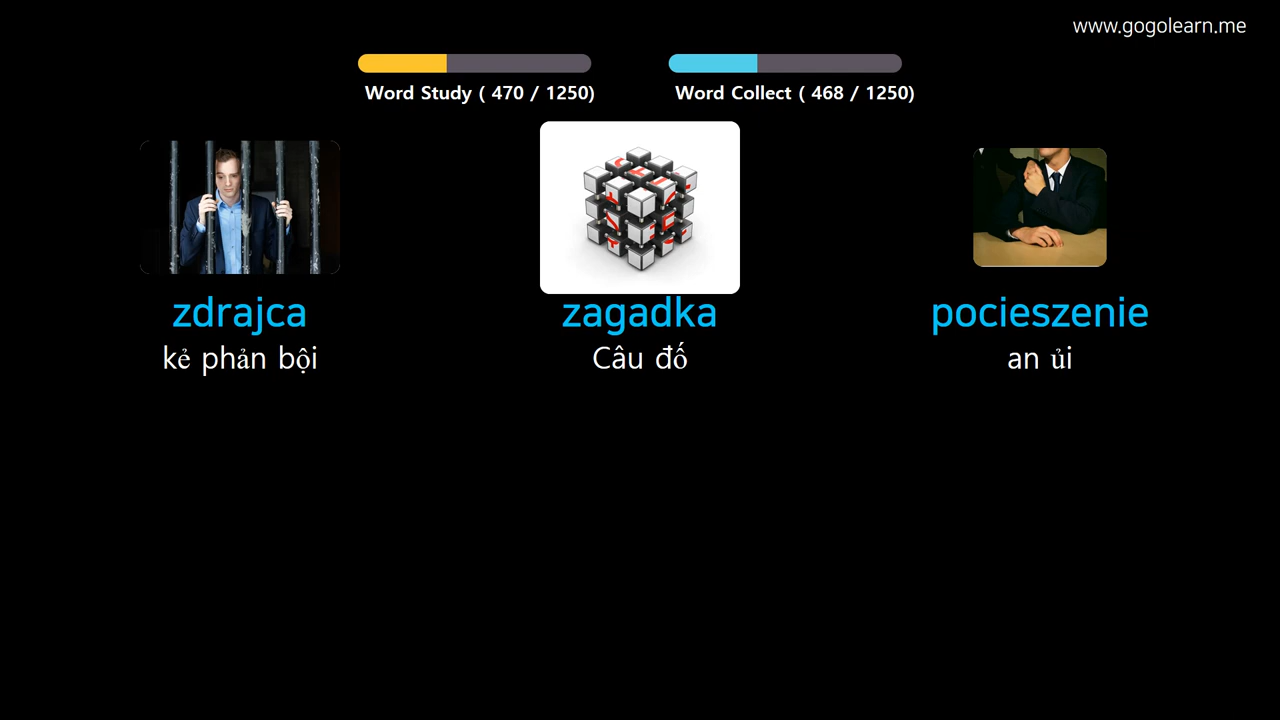 www.gogolearn.me
Word Study ( 470 / 1250)
Word Collect ( 468 / 1250)
zdrajca
zagadka
pocieszenie
kẻ phản bội
Câu đố
an ủi